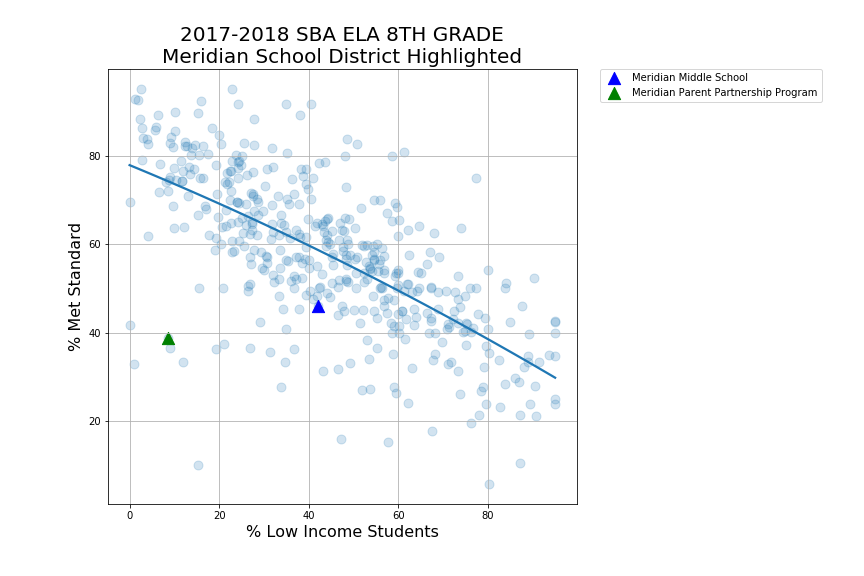 2017-2018 SBA ELA 8TH GRADE
Meridian School District Highlighted
Meridian Middle School
Meridian Parent Partnership Program
% Met Standard
80
60
40
20
0
20
40
60
80
% Low Income Students